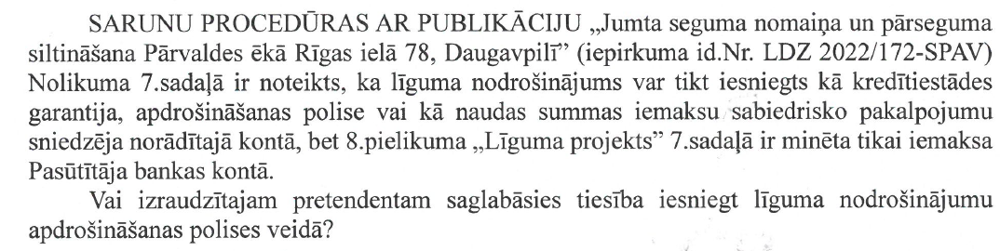 SARUNU PROCEDŪRAS AR PUBLIKĀCIJU „Jumta seguma nomaiņa un pārseguma
siltināšana Pārvaldes ēkā Rīgas ielā 78, Daugavpilī” (iepirkuma id.Nr. LDZ 2022/172-SPAV)
Nolikuma 7.sadaļā ir noteikts, ka līguma nodrošinājums var tikt iesniegts kā kredītiestādes
garantija, apdrošināšanas polise vai kā naudas summas iemaksu sabiedrisko pakalpojumu
sniedzēja norādītajā kontā, bet 8.pielikuma „Līguma projekts” 7.sadaļā ir minēta tikai iemaksa
Pasūtītāja bankas kontā.
Vai izraudzītajam pretendentam saglabāsies tiesība iesniegt līguma nodrošinājumu
apdrošināšanas polises veidā?